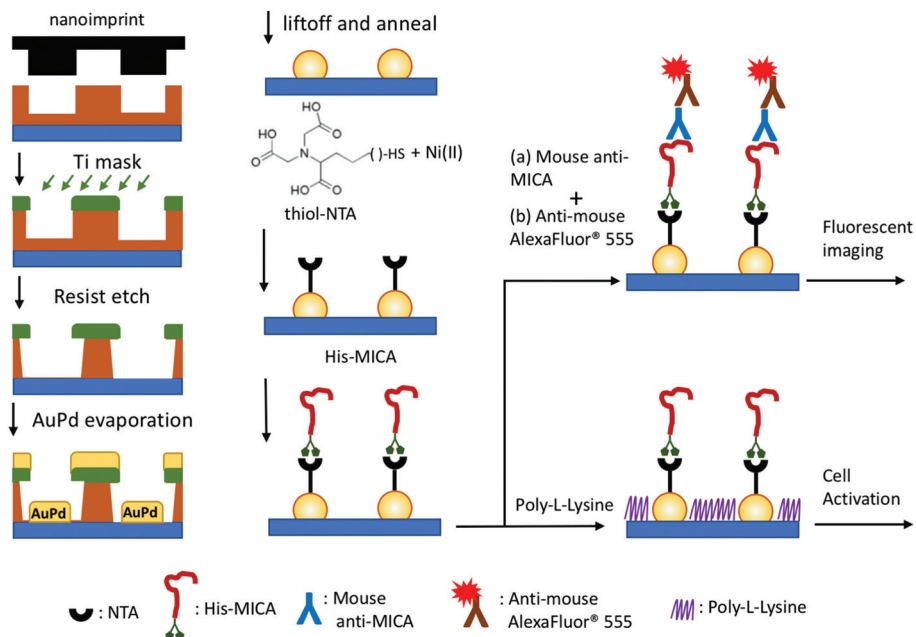 nanoimprint
Ti mask
Resist etch
AuPd evaporation
AuPd
AuPd
liftoff and anneal
HO
O
OH
O
N
( )-HS + Ni(II)
HO
O
thiol-NTA
His-MICA
(a) Mouse anti-
MICA
+
(b) Anti-mouse
AlexaFluor® 555
Fluorescent
imaging
Poly-L-Lysine
Cell
Activation
: NTA
: His-MICA
: Mouse
anti-MICA
: Anti-mouse
AlexaFluor® 555
: Poly-L-Lysine